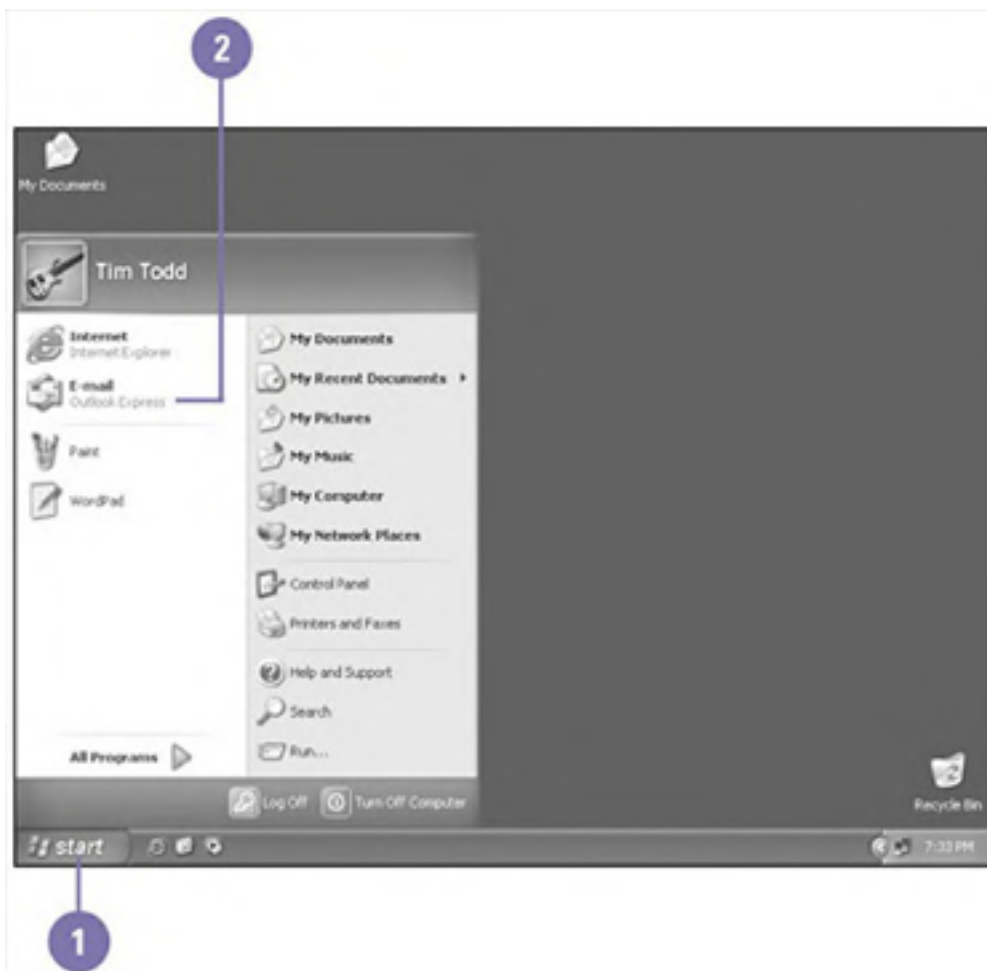 2
My Documents
Tim Todd
Internet
Internet Explorer
E-mail
Outlook Express
Paint
WordPad
All Programs
My Documents
My Recent Documents
My Pictures
My Music
My Computer
My Network Places
Control Panel
Printers and Faxes
Help and Support
Search
Run...
Log Off
Turn Off Computer
Recycle Bin
start
7:33 PM
1